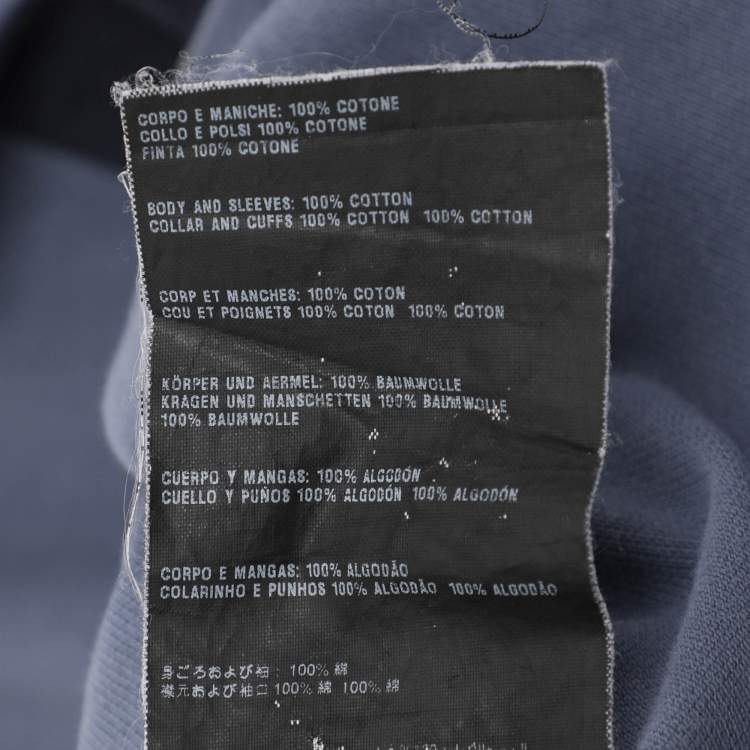 CORPO E MANICHE: 100% COTONE
COLLO E POLSI 100% COTONE
FINTA 100% COTONE
BODY AND SLEEVES: 100% COTTON
COLLAR AND CUFFS 100% COTTON 100% COTTON
CORP ET MANCHES: 100% COTON
COU ET POIGNETS 100% COTON 100% COTON
KÖRPER UND AERMEL: 100% BAUMWOLLE
KRAGEN UND MANSCHETTEN 100% BAUMWOLLE
100% BAUMWOLLE
CUERPO Y MANGAS: 100% ALGODÓN
CUELLO Y PUÑOS 100% ALGODÓN 100% ALGODÓN
CORPO E MANGAS: 100% ALGODÃO
COLARINHO E PUNHOS 100% ALGODÃO 100% ALGODÃO
身ごろおよび袖: 100% 綿
襟元および袖口 100% 綿 100% 綿